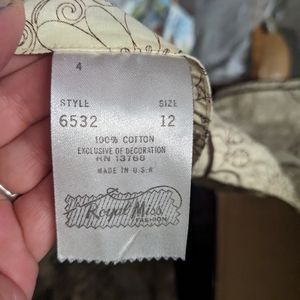 4
STYLE SIZE
6532 12
100% COTTON
EXCLUSIVE OF DECORATION
RN 13768
MADE IN U.S.A
Royal Miss
FASHION